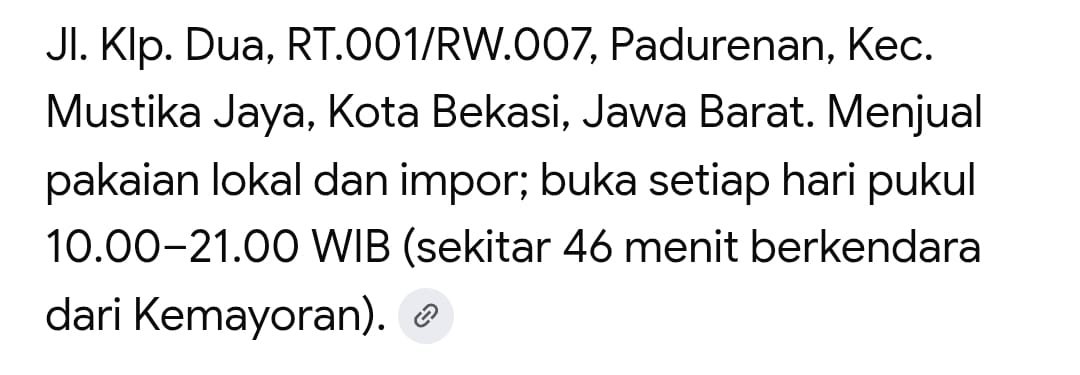 Jl. Klp. Dua, RT.001/RW.007, Padurenan, Kec.
Mustika Jaya, Kota Bekasi, Jawa Barat. Menjual
pakaian lokal dan impor; buka setiap hari pukul
10.00–21.00 WIB (sekitar 46 menit berkendara
dari Kemayoran).